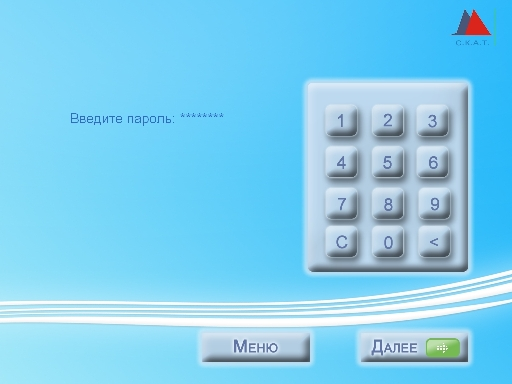 С.К.А.Т.
Введите пароль: ********
1 2 3
4 5 6
7 8 9
C 0 <
Меню
Далее